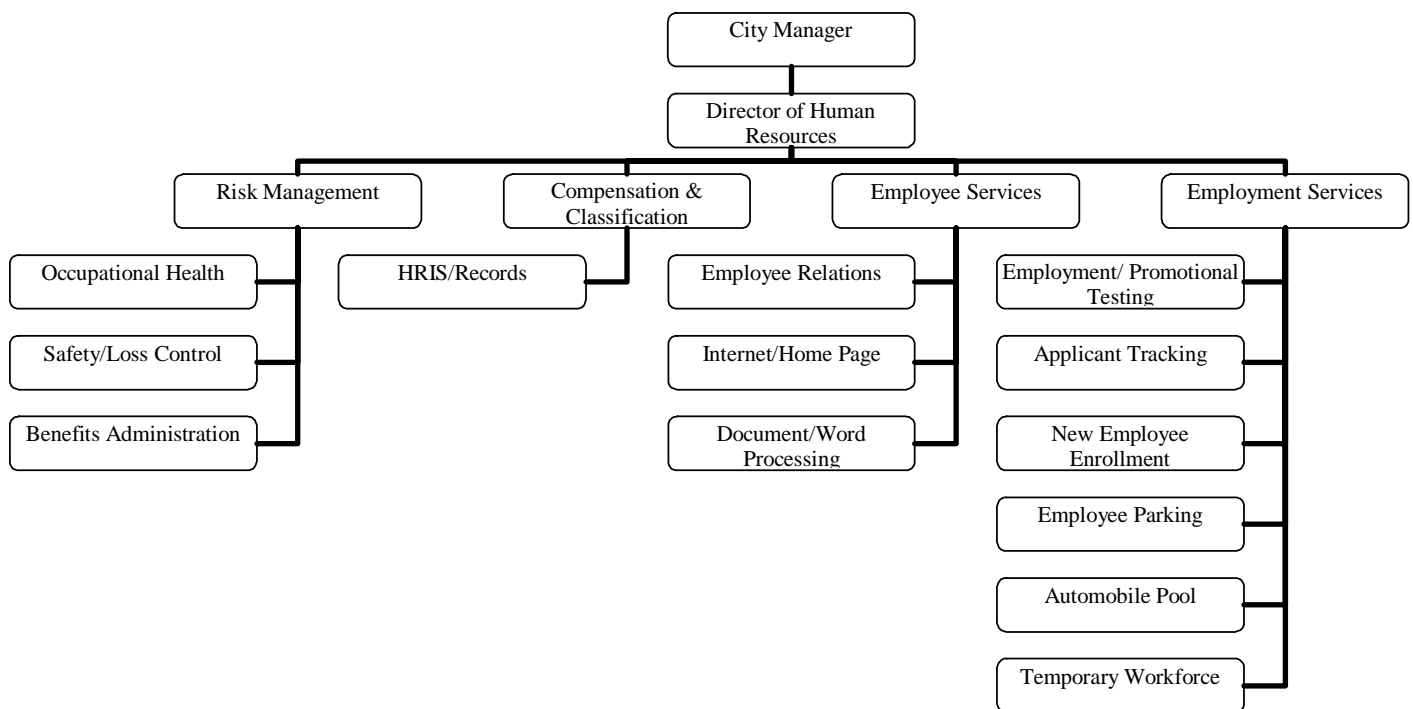 City Manager
Director of Human
Resources
Risk Management
Compensation &
Classification
Employee Services
Employment Services
Occupational Health
HRIS/Records
Employee Relations
Employment/ Promotional
Testing
Safety/Loss Control
Internet/Home Page
Applicant Tracking
Benefits Administration
Document/Word
Processing
New Employee
Enrollment
Employee Parking
Automobile Pool
Temporary Workforce